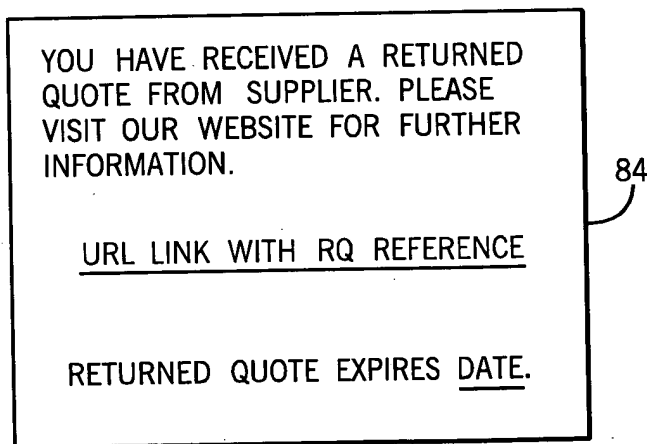 YOU HAVE RECEIVED A RETURNED
QUOTE FROM SUPPLIER. PLEASE
VISIT OUR WEBSITE FOR FURTHER
INFORMATION.
84
URL LINK WITH RQ REFERENCE
RETURNED QUOTE EXPIRES DATE.